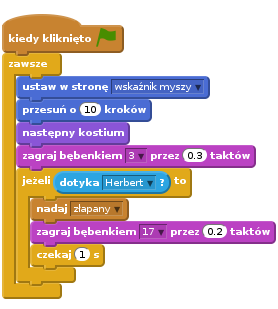 kiedy kliknięto
zawsze
ustaw w stronę wskaźnik myszy
przesuń o 10 kroków
następny kostium
zagraj bębenkiem 3 przez 0.3 taktów
jeżeli dotyka Herbert ? to
nadaj złapany
zagraj bębenkiem 17 przez 0.2 taktów
czekaj 1 s